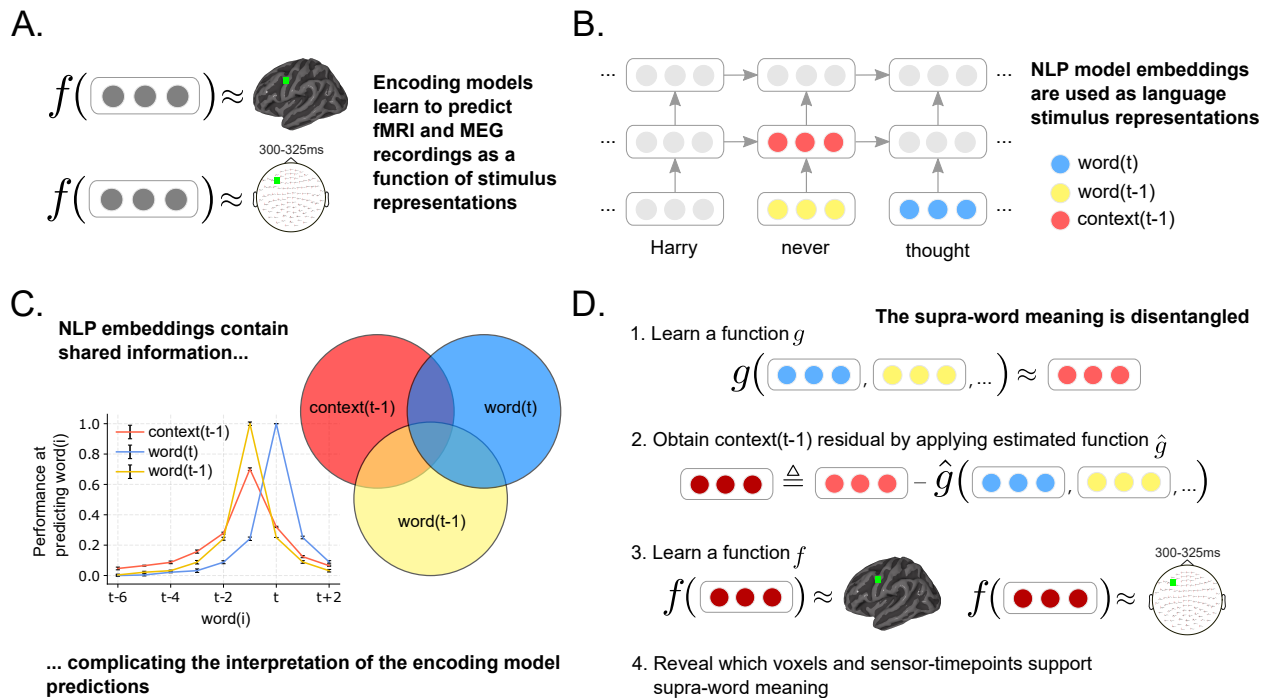 A.
f( ) ≈
300-325ms
f( ) ≈
Encoding models
learn to predict
fMRI and MEG
recordings as a
function of stimulus
representations
B.
... ...
... ...
... ...
Harry never thought
NLP model embeddings
are used as language
stimulus representations
word(t)
word(t-1)
context(t-1)
C.
NLP embeddings contain
shared information...
context(t-1)
word(t)
word(t-1)
Performance at
predicting word(i)
1.0
0.8
0.6
0.4
0.2
0.0
context(t-1)
word(t)
word(t-1)
t-6 t-4 t-2 t t+2
word(i)
... complicating the interpretation of the encoding model
predictions
D.
The supra-word meaning is disentangled
1. Learn a function g
g( , ,...) ≈
2. Obtain context(t-1) residual by applying estimated function ĝ
≜ − ĝ( , ,...)
3. Learn a function f
300-325ms
f( ) ≈ f( ) ≈
4. Reveal which voxels and sensor-timepoints support
supra-word meaning